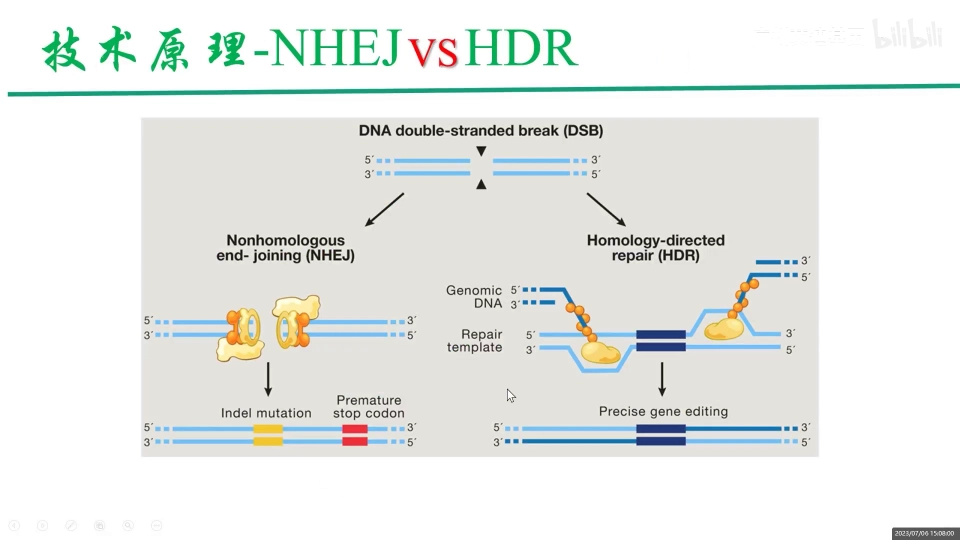 技术原理-NHEJ vs HDR
bilibili
DNA double-stranded break (DSB)
5´ 3´
3´ 5´
Nonhomologous
end- joining (NHEJ)
Homology-directed
repair (HDR)
3´
5´
Genomic 5´
DNA 3´
5´ 3´
3´ 5´
Repair 5´ 3´
template 3´ 5´
Premature
Indel mutation stop codon
Precise gene editing
5´ 3´
3´ 5´
5´ 3´
3´ 5´
2023/07/06 15:08:00